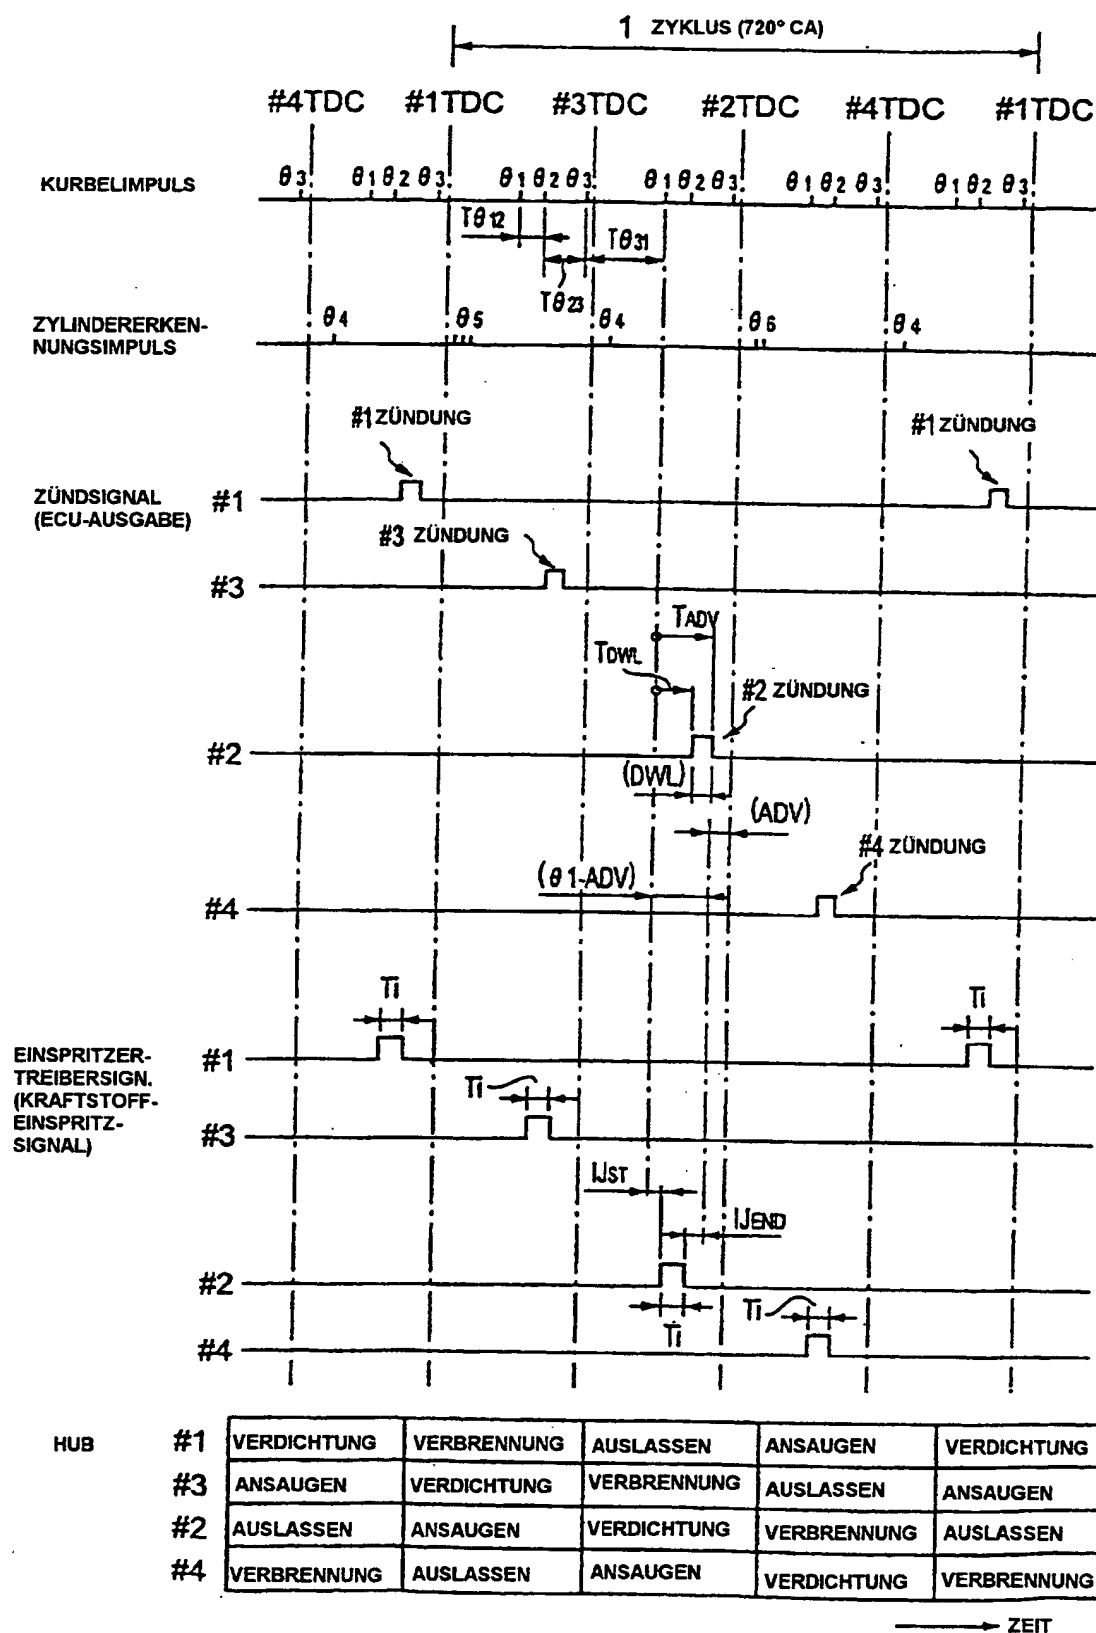 1 ZYKLUS (720° CA)
#4TDC #1TDC #3TDC #2TDC #4TDC #1TDC
KURBELIMPULS
θ3 θ1 θ2 θ3 θ1 θ2 θ3 θ1 θ2 θ3 θ1 θ2 θ3 θ1 θ2 θ3
Tθ12
Tθ31
Tθ23
ZYLINDERERKEN-
NUNGSIMPULS
θ4 θ5 θ4 θ6 θ4
#1 ZÜNDUNG
#1 ZÜNDUNG
ZÜNDSIGNAL
(ECU-AUSGABE)
#1
#3 ZÜNDUNG
#3
TADV
TDWL
#2 ZÜNDUNG
#2
(DWL)
(ADV)
#4 ZÜNDUNG
(θ1-ADV)
#4
Ti
Ti
EINSPRITZER-
TREIBERSIGN.
(KRAFTSTOFF-
EINSPRITZ-
SIGNAL)
#1
Ti
#3
IJST
IJEND
#2
Ti
Ti
#4
HUB
#1 VERDICHTUNG VERBRENNUNG AUSLASSEN ANSAUGEN VERDICHTUNG
#3 ANSAUGEN VERDICHTUNG VERBRENNUNG AUSLASSEN ANSAUGEN
#2 AUSLASSEN ANSAUGEN VERDICHTUNG VERBRENNUNG AUSLASSEN
#4 VERBRENNUNG AUSLASSEN ANSAUGEN VERDICHTUNG VERBRENNUNG
ZEIT